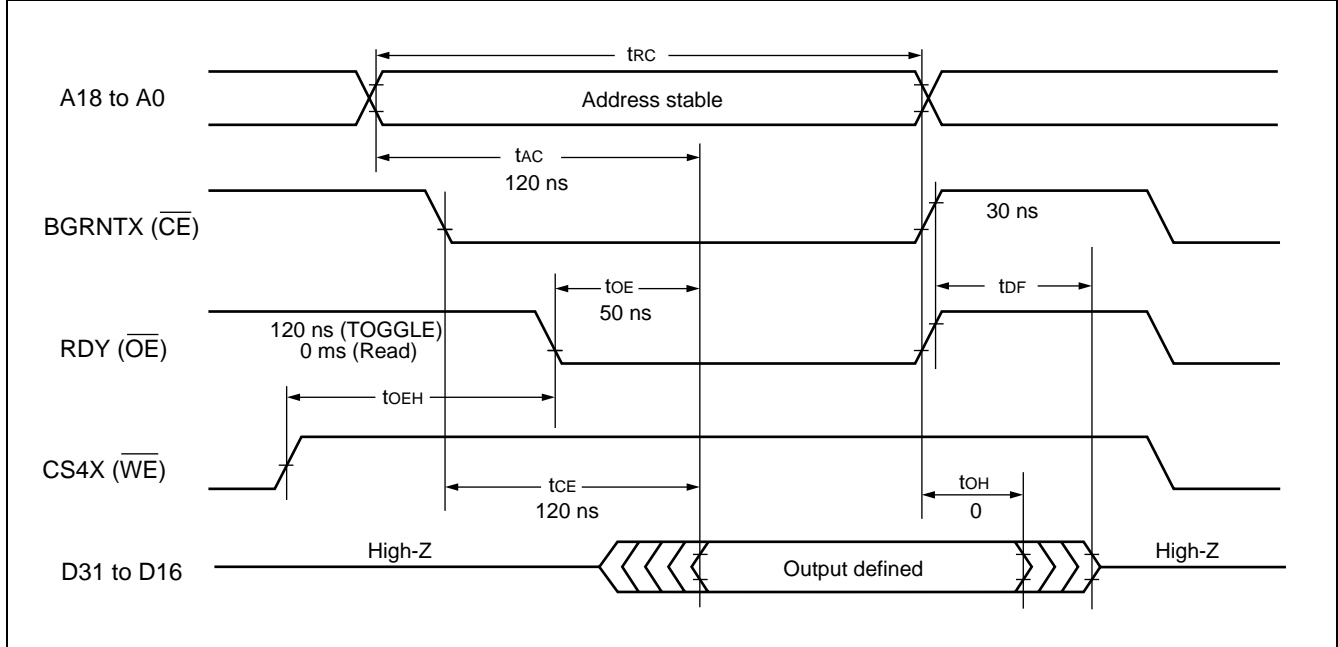 tRC
A18 to A0
Address stable
tAC
120 ns
BGRNTX (CE)
30 ns
tOE
50 ns
tDF
RDY (OE)
120 ns (TOGGLE)
0 ms (Read)
tOEH
CS4X (WE)
tCE
120 ns
tOH
0
D31 to D16
High-Z
Output defined
High-Z